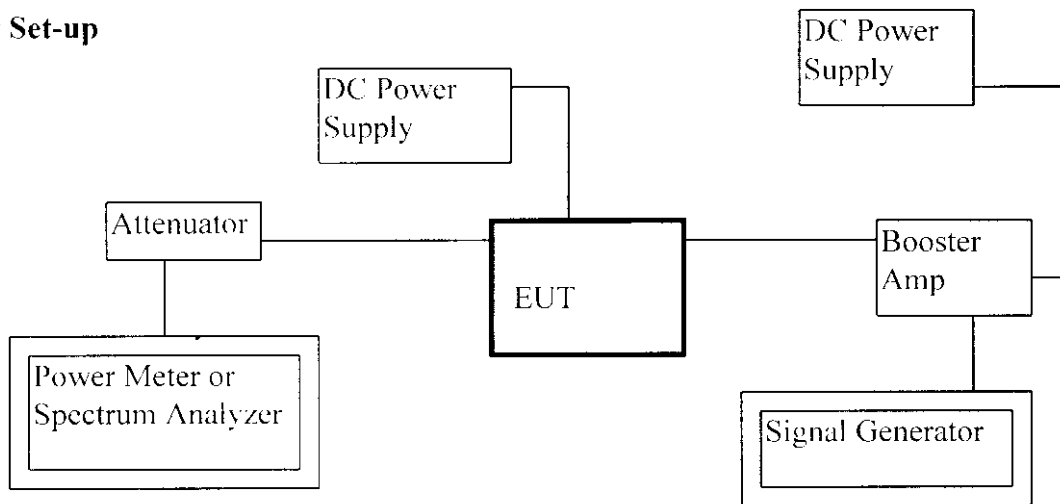 Set-up
DC Power
Supply
DC Power
Supply
Attenuator
EUT
Booster
Amp
Power Meter or
Spectrum Analyzer
Signal Generator